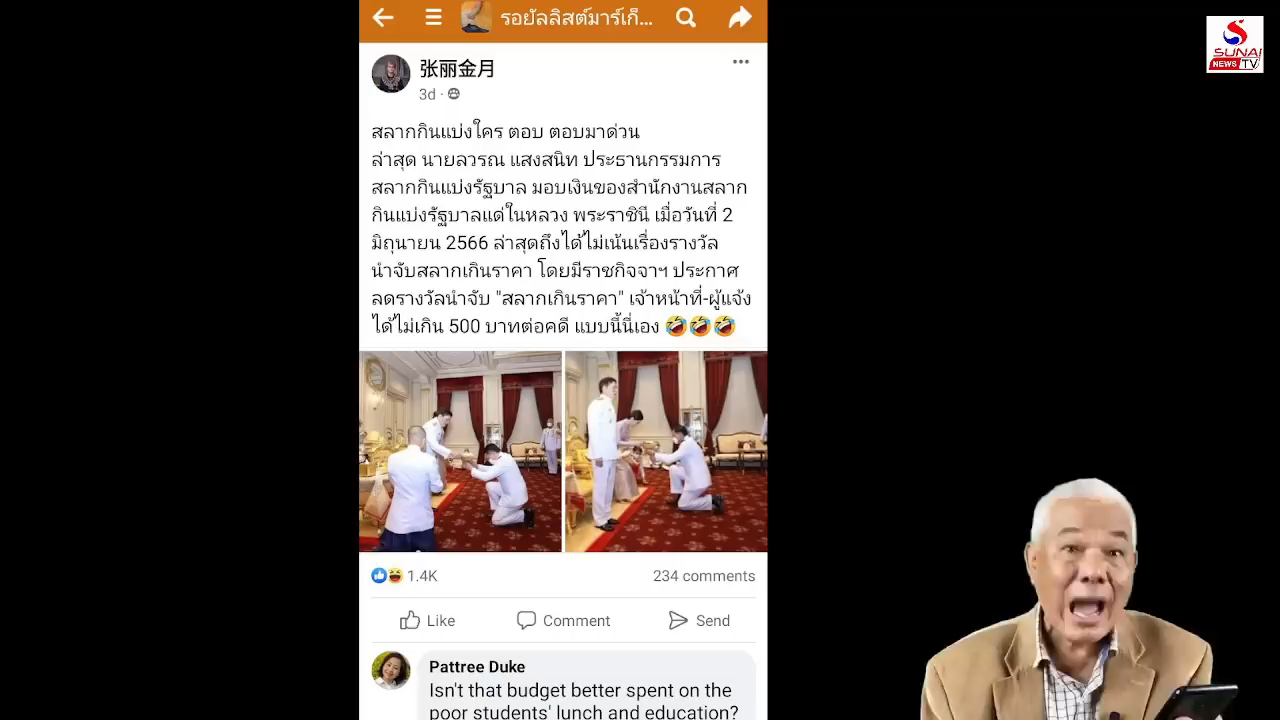 รอยัลลิสต์มาร์เก็...
SUNAI
NEWS TV
张丽金月
3d
สลากกินแบ่งใคร ตอบ ตอบมาด่วน
ล่าสุด นายลวรณ แสงสนิท ประธานกรรมการ
สลากกินแบ่งรัฐบาล มอบเงินของสำนักงานสลาก
กินแบ่งรัฐบาลแด่ในหลวง พระราชินี เมื่อวันที่ 2
มิถุนายน 2566 ล่าสุดถึงได้ไม่เน้นเรื่องรางวัล
นำจับสลากเกินราคา โดยมีราชกิจจาฯ ประกาศ
ลดรางวัลนำจับ "สลากเกินราคา" เจ้าหน้าที่-ผู้แจ้ง
ได้ไม่เกิน 500 บาทต่อคดี แบบนี้นี่เอง 🤣🤣🤣
1.4K
234 comments
Like
Comment
Send
Pattree Duke
Isn't that budget better spent on the
poor students' lunch and education?